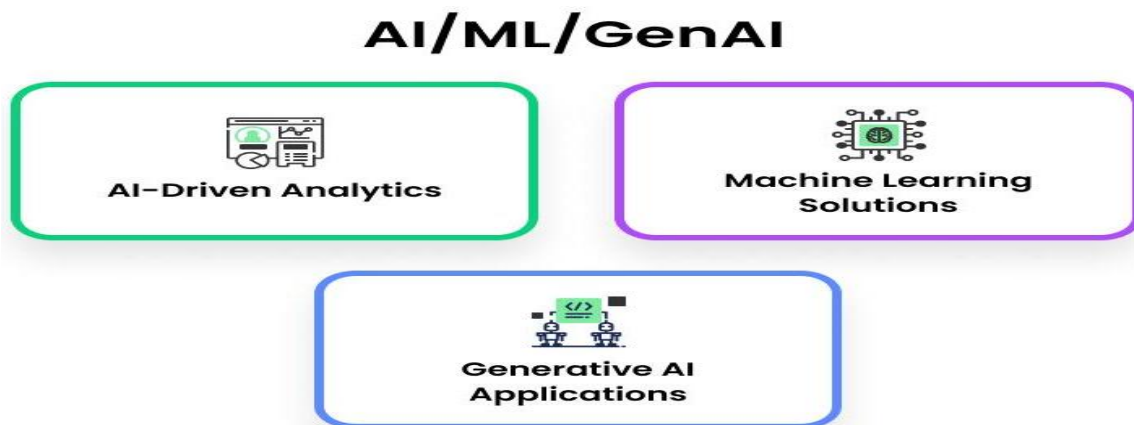 AI/ML/GenAI
AI-Driven Analytics
Machine Learning
Solutions
</>
Generative AI
Applications